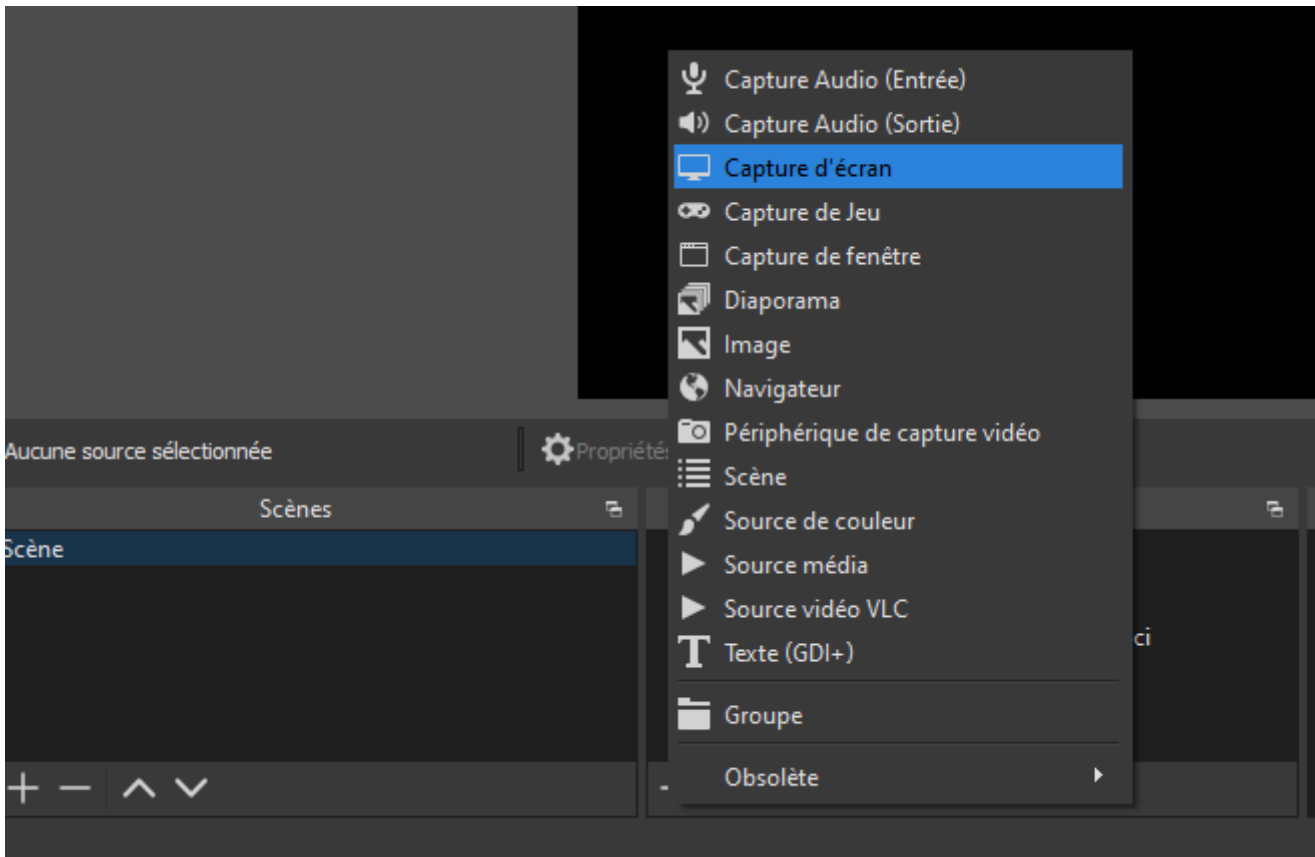 Capture Audio (Entrée)
Capture Audio (Sortie)
Capture d'écran
Capture de Jeu
Capture de fenêtre
Diaporama
Image
Navigateur
Périphérique de capture vidéo
Scène
Source de couleur
Source média
Source vidéo VLC
Texte (GDI+)
Groupe
Obsolète
Aucune source sélectionnée
Propriétés
Scènes
Scène
ci